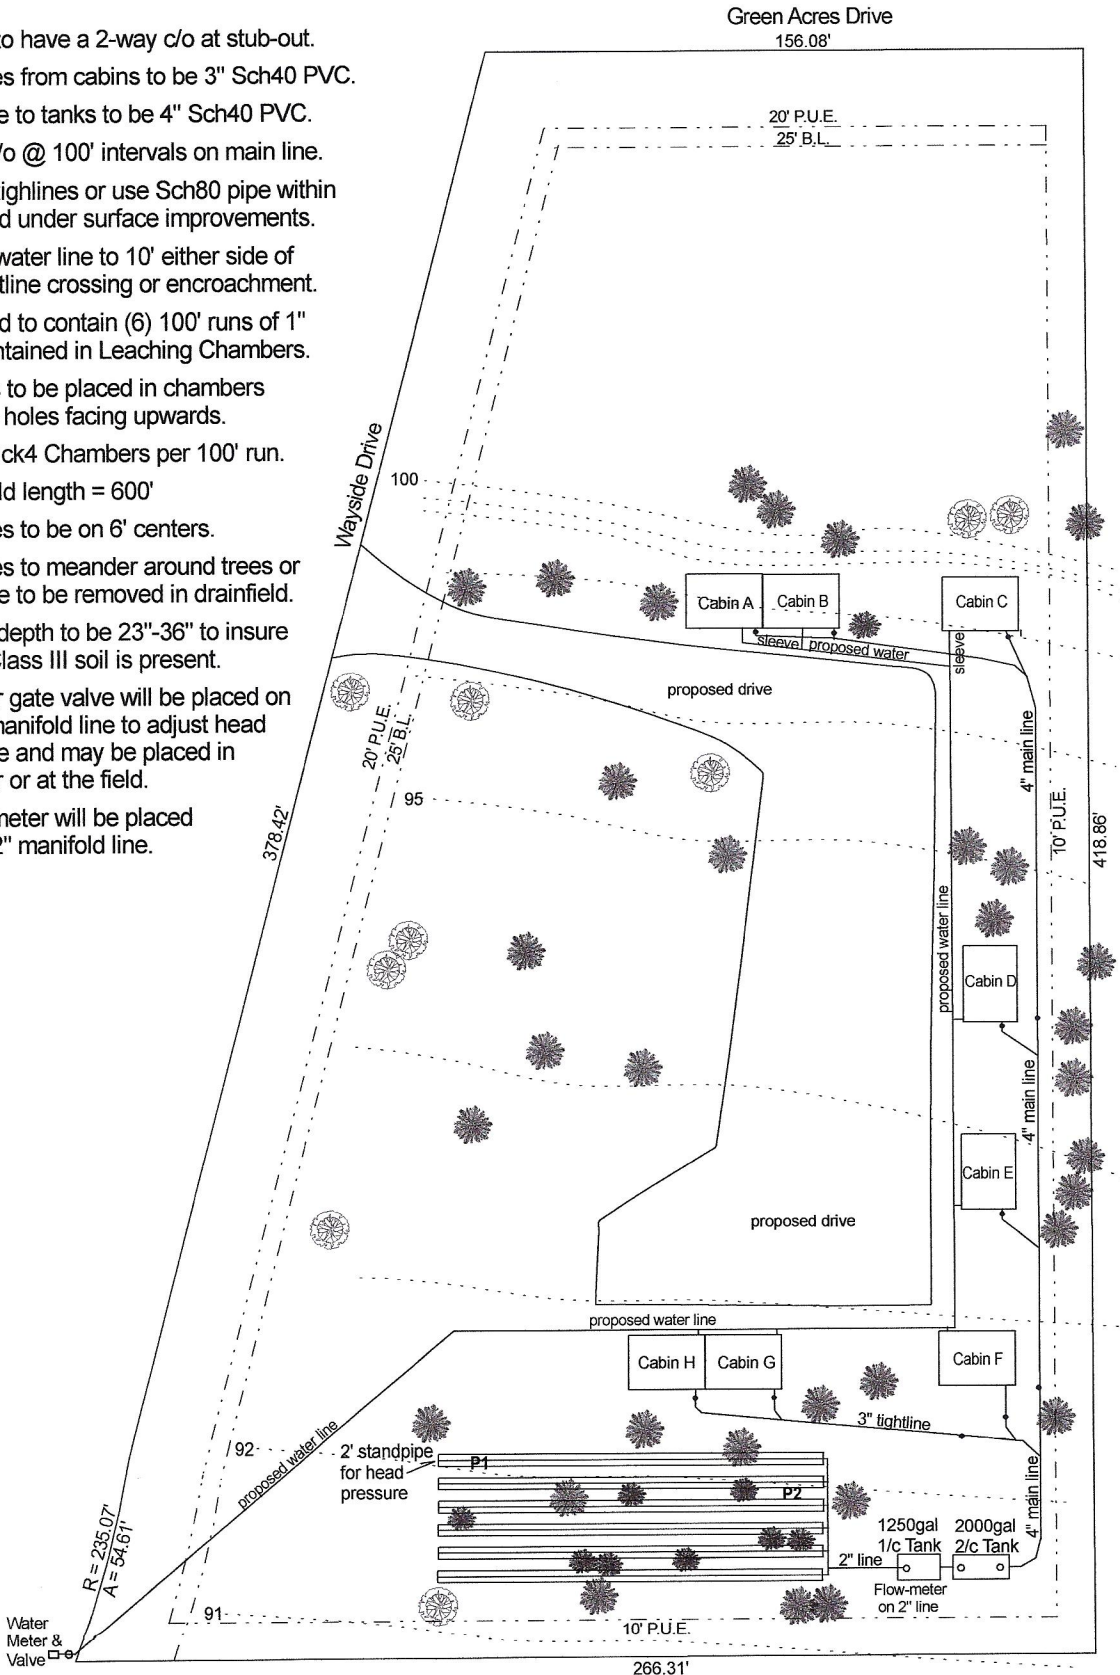 Green Acres Drive
156.08'
to have a 2-way c/o at stub-out.
es from cabins to be 3" Sch40 PVC.
e to tanks to be 4" Sch40 PVC.
/o @ 100' intervals on main line.
ighlines or use Sch80 pipe within
d under surface improvements.
water line to 10' either side of
tline crossing or encroachment.
d to contain (6) 100' runs of 1"
ntained in Leaching Chambers.
s to be placed in chambers
holes facing upwards.
ck4 Chambers per 100' run.
ld length = 600'
es to be on 6' centers.
es to meander around trees or
e to be removed in drainfield.
depth to be 23"-36" to insure
Class III soil is present.
r gate valve will be placed on
manifold line to adjust head
e and may be placed in
r or at the field.
meter will be placed
2" manifold line.
20' P.U.E.
25' B.L.
Wayside Drive
100
Cabin A
Cabin B
Cabin C
sleeve
proposed water
sleeve
proposed drive
20' P.U.E.
25' B.L.
4" main line
95
378.42'
10' P.U.E.
418.86'
proposed water line
Cabin D
4" main line
Cabin E
proposed drive
proposed water line
Cabin H
Cabin G
Cabin F
3" tightline
92
proposed water line
2' standpipe
for head
pressure
P1
P2
4" main line
1250gal
1/c Tank
2000gal
2/c Tank
2" line
Flow-meter
on 2" line
R = 235.07'
A = 54.61'
91
10' P.U.E.
Water
Meter &
Valve
266.31'